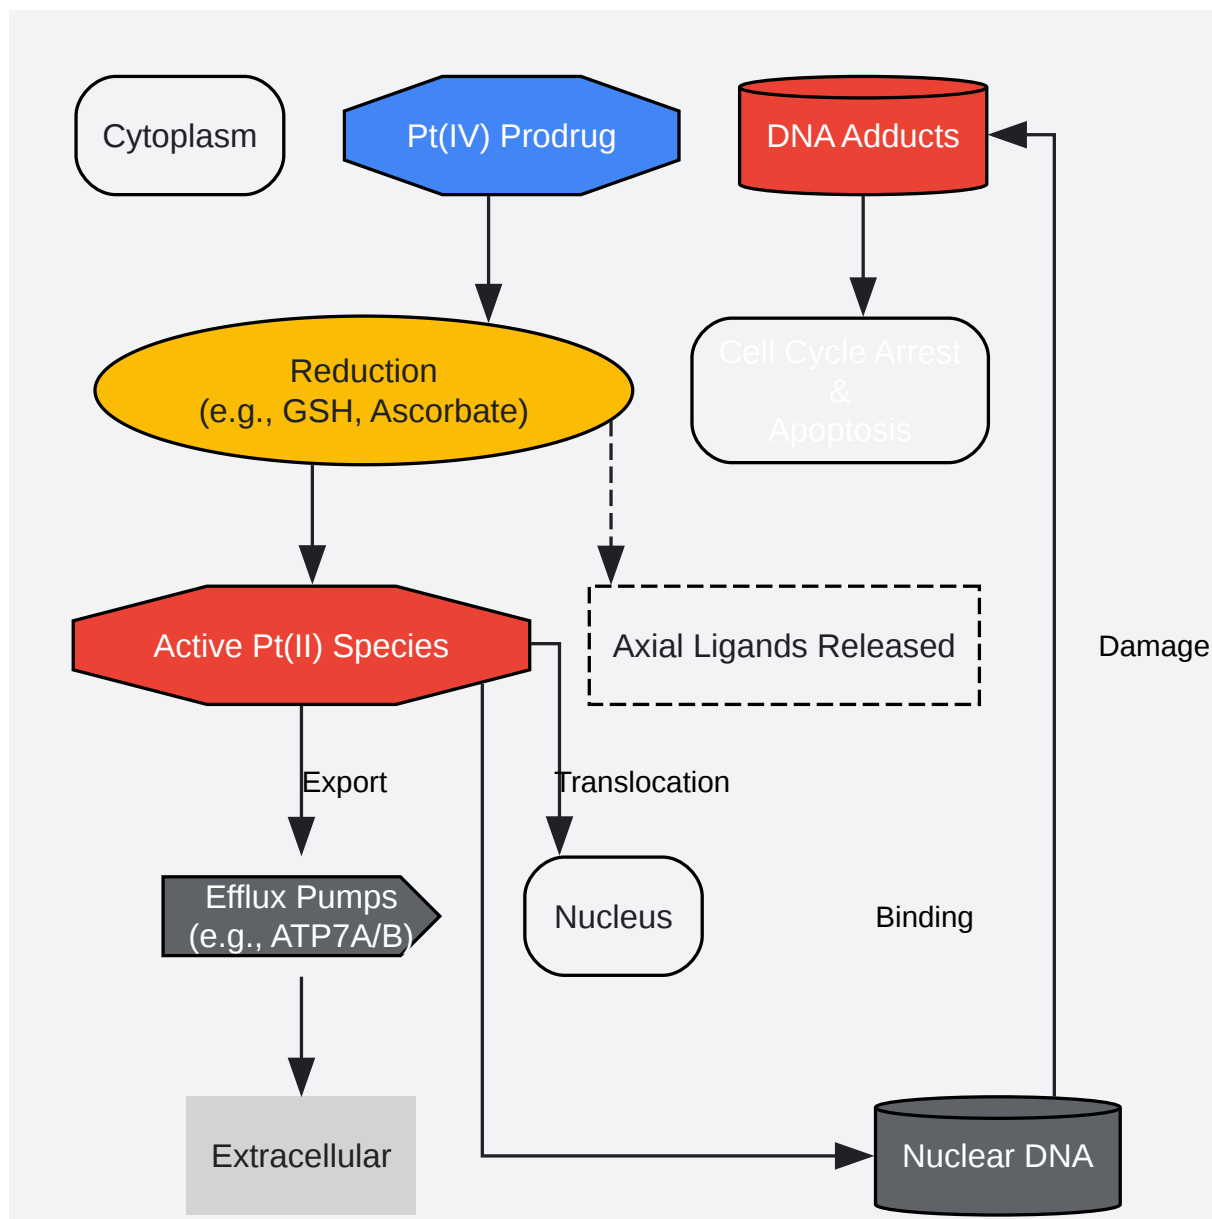 Cytoplasm
Pt(IV) Prodrug
DNA Adducts
Reduction
(e.g., GSH, Ascorbate)
Cell Cycle Arrest
&
Apoptosis
Active Pt(II) Species
Axial Ligands Released
Damage
Export
Translocation
Efflux Pumps
(e.g., ATP7A/B)
Nucleus
Binding
Extracellular
Nuclear DNA